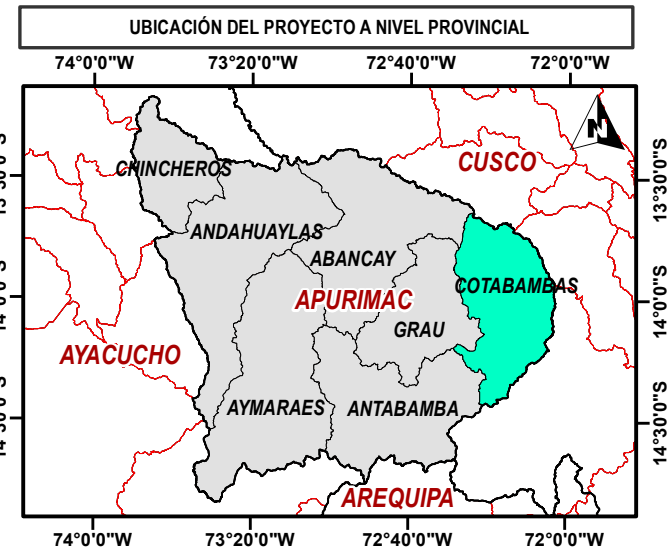 UBICACIÓN DEL PROYECTO A NIVEL PROVINCIAL
74°0'0"W 73°20'0"W 72°40'0"W 72°0'0"W
N
CUSCO
CHINCHEROS
13°30'0"S
ANDAHUAYLAS
ABANCAY
COTABAMBAS
APURIMAC
14°0'0"S
GRAU
AYACUCHO
AYMARAES
ANTABAMBA
14°30'0"S
AREQUIPA
74°0'0"W 73°20'0"W 72°40'0"W 72°0'0"W